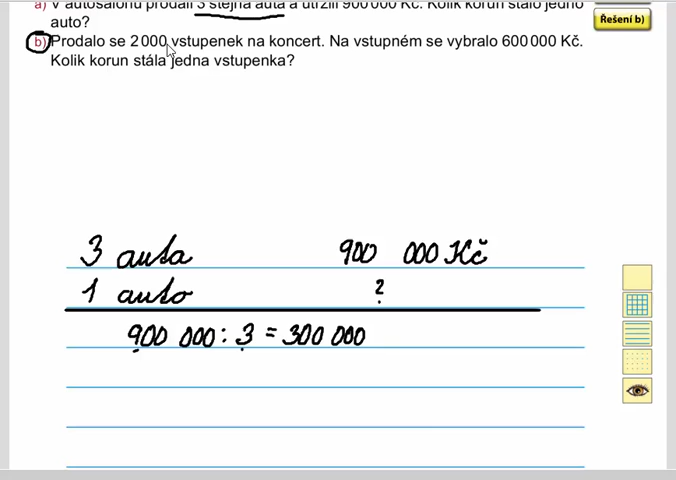 a) V autosalonu prodali 3 stejná auta a utržili 900 000 Kč. Kolik korun stálo jedno
auto?
Řešení b)
b) Prodalo se 2 000 vstupenek na koncert. Na vstupném se vybralo 600 000 Kč.
Kolik korun stála jedna vstupenka?
3 auta 900 000 Kč
1 auto ?
900 000 : 3 = 300 000